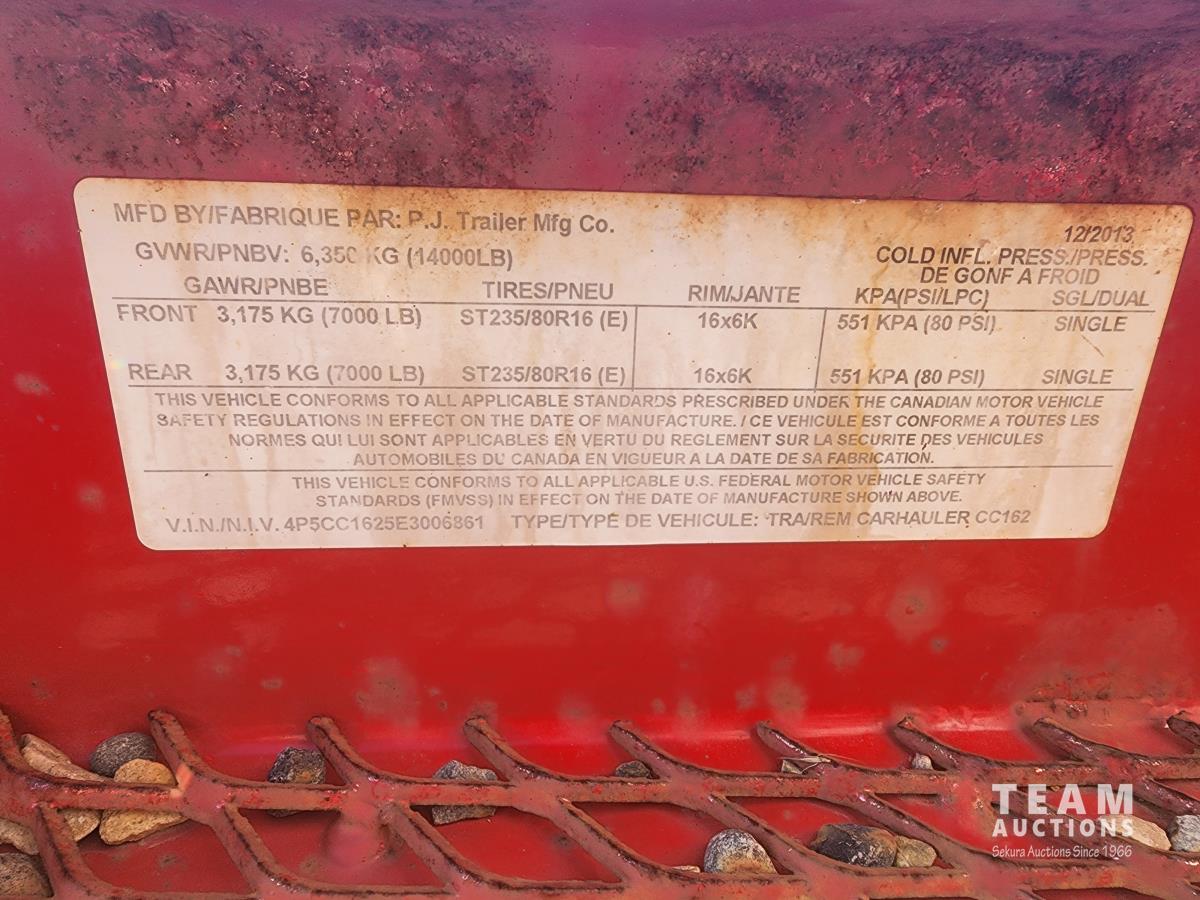 MFD BY/FABRIQUE PAR: P.J. Trailer Mfg Co.
12/2013
GVWR/PNBV: 6,350 KG (14000LB)
COLD INFL. PRESS./PRESS.
DE GONF A FROID
GAWR/PNBE TIRES/PNEU RIM/JANTE KPA(PSI/LPC) SGL/DUAL
FRONT 3,175 KG (7000 LB) ST235/80R16 (E) 16x6K 551 KPA (80 PSI) SINGLE
REAR 3,175 KG (7000 LB) ST235/80R16 (E) 16x6K 551 KPA (80 PSI) SINGLE
THIS VEHICLE CONFORMS TO ALL APPLICABLE STANDARDS PRESCRIBED UNDER THE CANADIAN MOTOR VEHICLE
SAFETY REGULATIONS IN EFFECT ON THE DATE OF MANUFACTURE. / CE VEHICULE EST CONFORME A TOUTES LES
NORMES QUI LUI SONT APPLICABLES EN VERTU DU REGLEMENT SUR LA SECURITE DES VEHICULES
AUTOMOBILES DU CANADA EN VIGUEUR A LA DATE DE SA FABRICATION.
THIS VEHICLE CONFORMS TO ALL APPLICABLE U.S. FEDERAL MOTOR VEHICLE SAFETY
STANDARDS (FMVSS) IN EFFECT ON THE DATE OF MANUFACTURE SHOWN ABOVE.
V.I.N./N.I.V. 4P5CC1625E3006861 TYPE/TYPE DE VEHICULE: TRA/REM CARHAULER CC162
TEAM
AUCTIONS
Sekura Auctions Since 1966